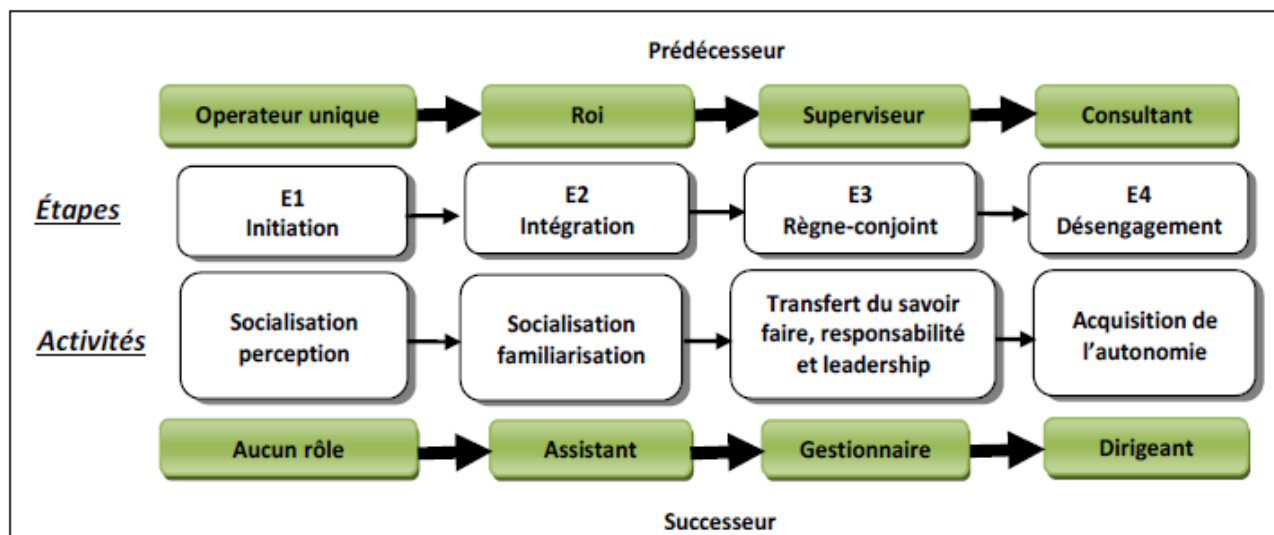 Prédécesseur
Operateur unique
Roi
Superviseur
Consultant
Étapes
E1
Initiation
E2
Intégration
E3
Règne-conjoint
E4
Désengagement
Activités
Socialisation
perception
Socialisation
familiarisation
Transfert du savoir
faire, responsabilité
et leadership
Acquisition de
l'autonomie
Aucun rôle
Assistant
Gestionnaire
Dirigeant
Successeur